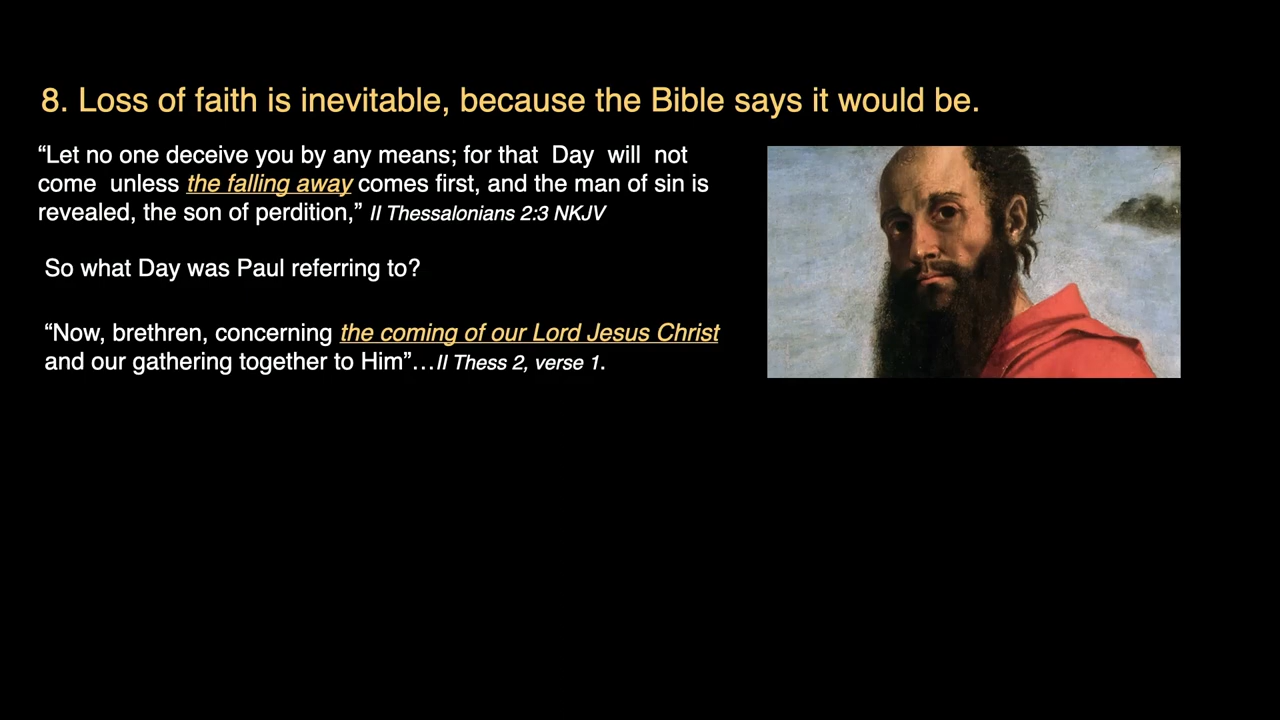 8. Loss of faith is inevitable, because the Bible says it would be.
“Let no one deceive you by any means; for that Day will not
come unless the falling away comes first, and the man of sin is
revealed, the son of perdition,” II Thessalonians 2:3 NKJV
So what Day was Paul referring to?
“Now, brethren, concerning the coming of our Lord Jesus Christ
and our gathering together to Him”…II Thess 2, verse 1.